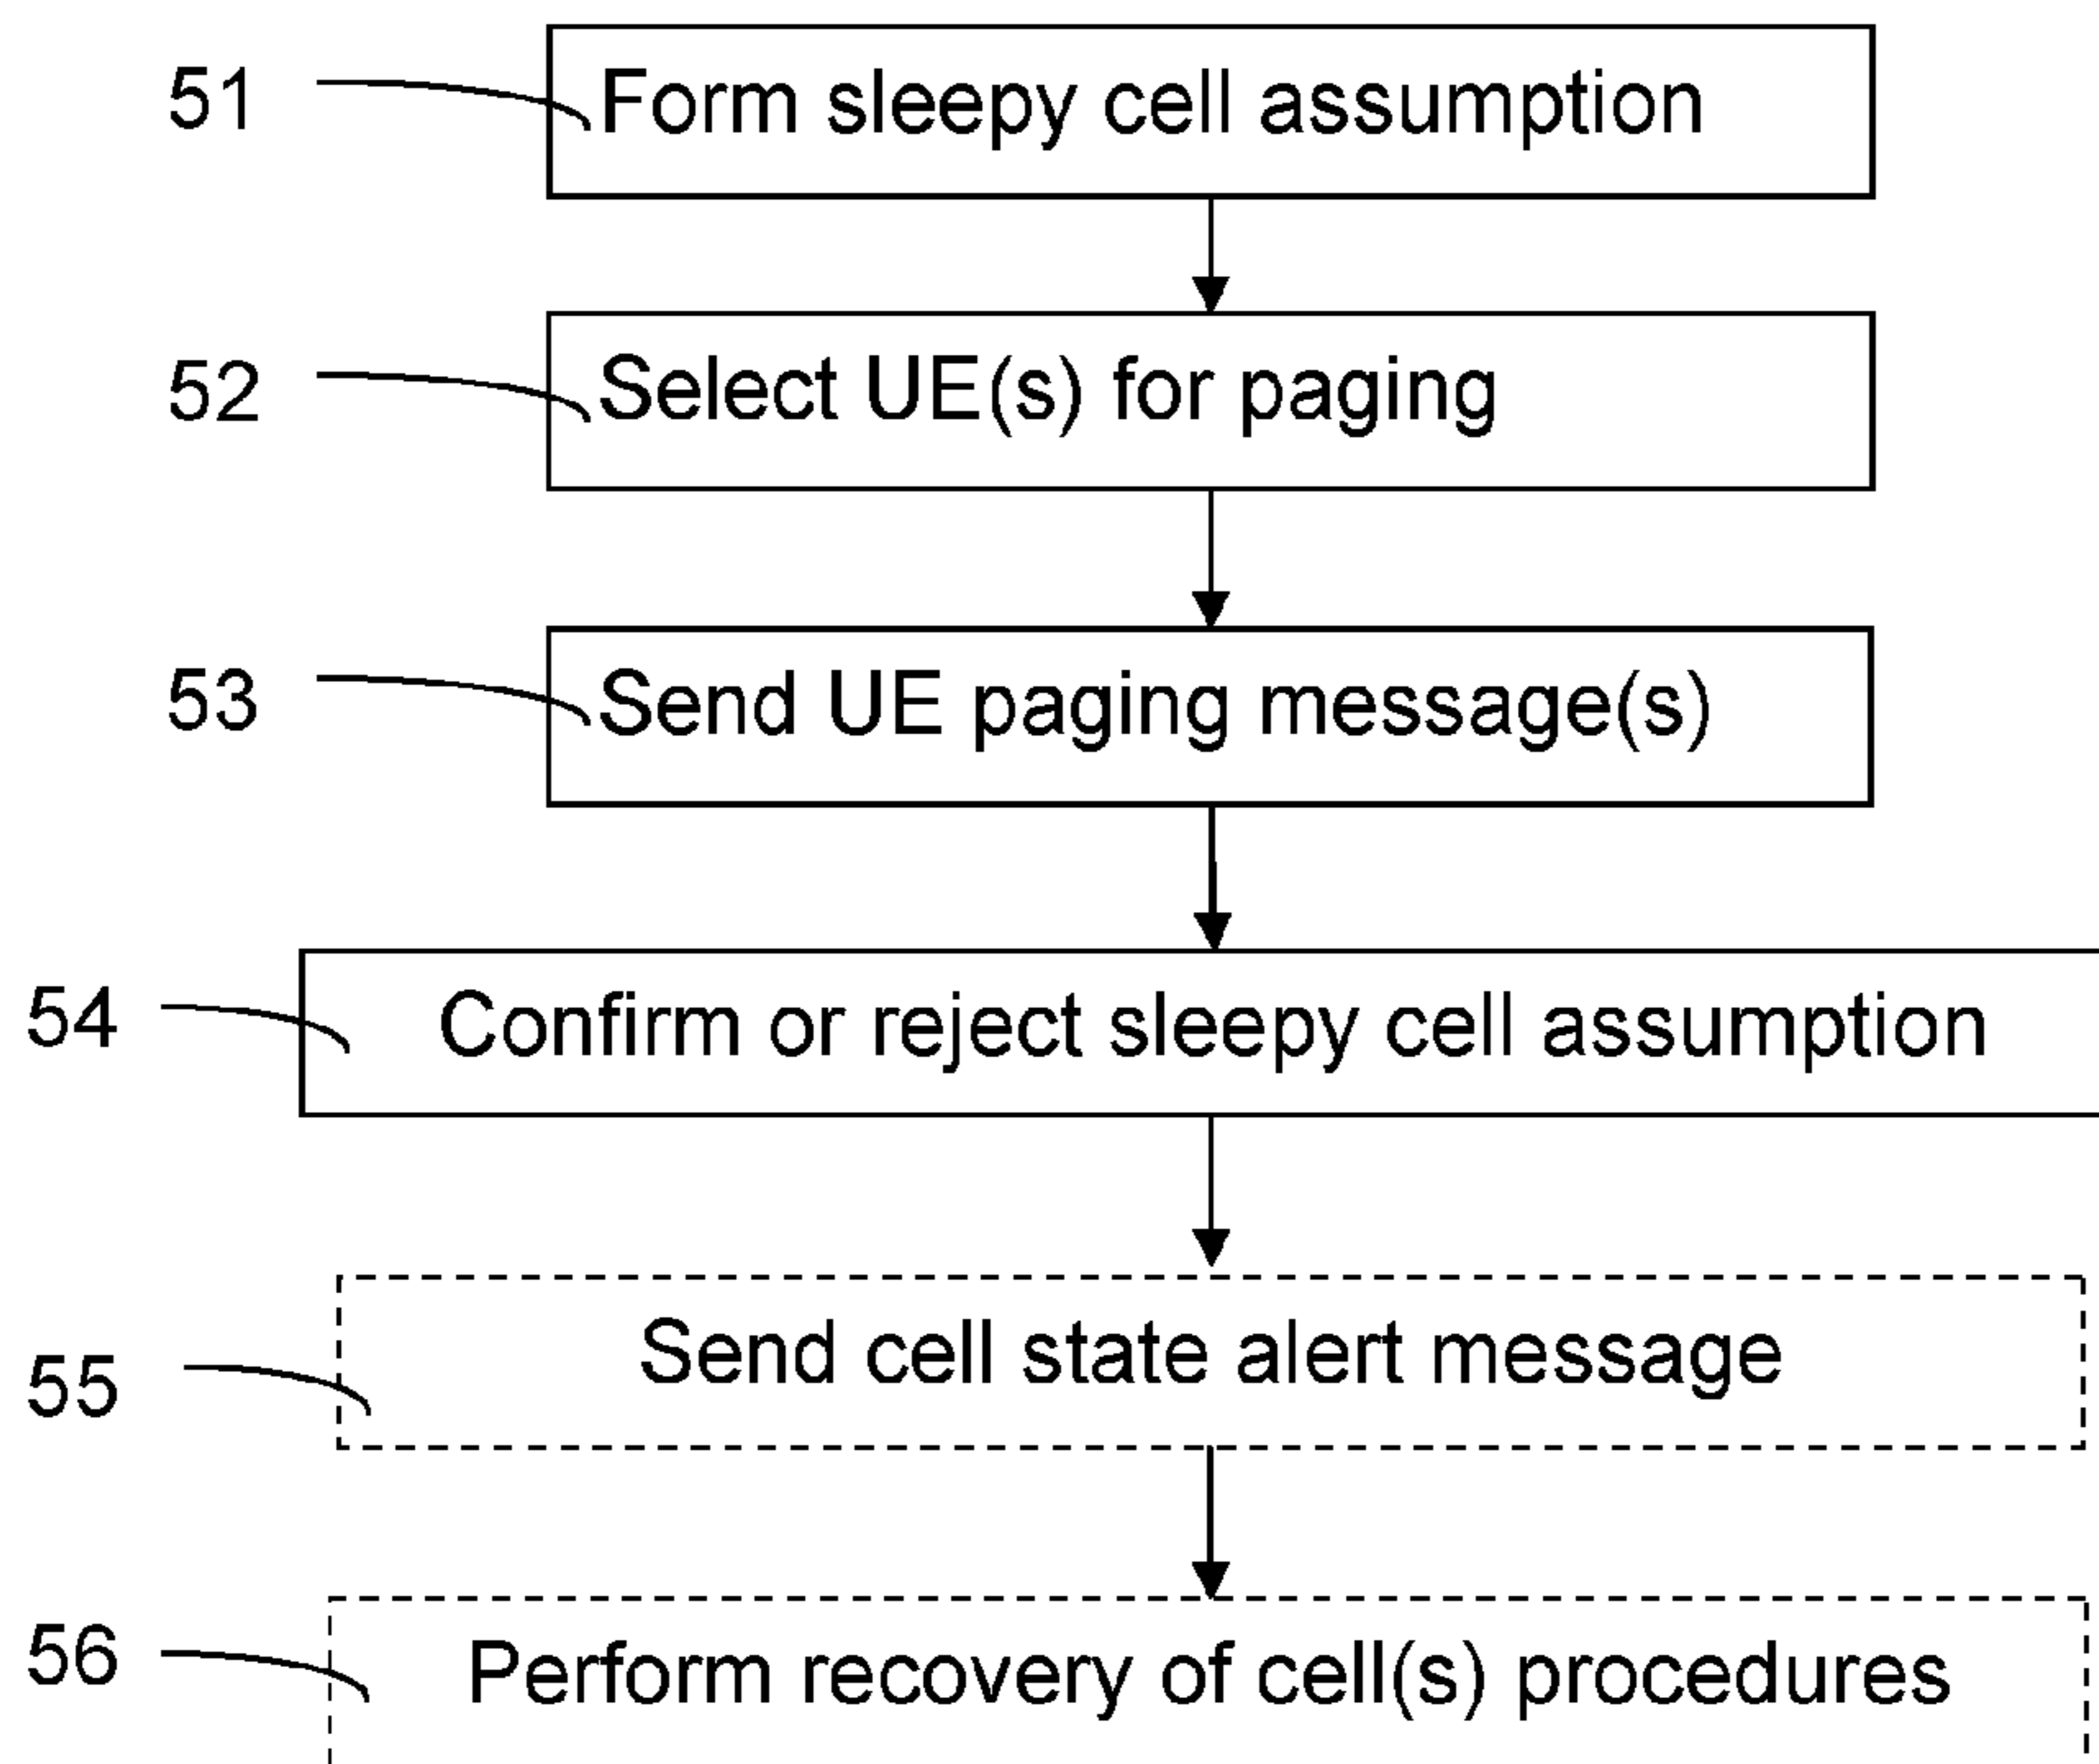 51 Form sleepy cell assumption
52 Select UE(s) for paging
53 Send UE paging message(s)
54 Confirm or reject sleepy cell assumption
55 Send cell state alert message
56 Perform recovery of cell(s) procedures